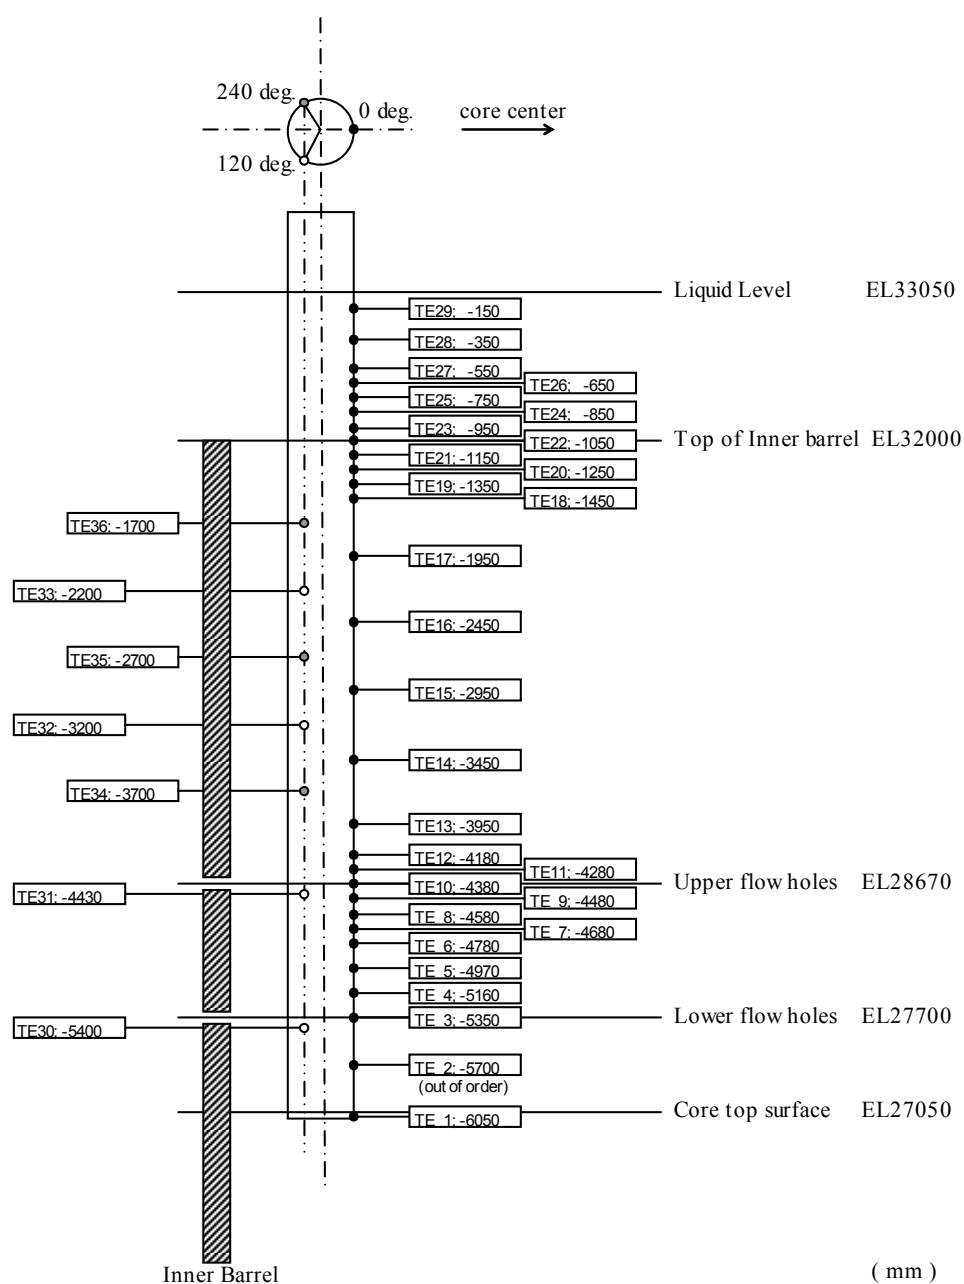 240 deg.
0 deg.
core center
120 deg.
Liquid Level EL33050
TE29; -150
TE28; -350
TE27; -550
TE26; -650
TE25; -750
TE24; -850
TE23; -950
TE22; -1050
Top of Inner barrel EL32000
TE21; -1150
TE20; -1250
TE19; -1350
TE18; -1450
TE36; -1700
TE17; -1950
TE33; -2200
TE16; -2450
TE35; -2700
TE15; -2950
TE32; -3200
TE14; -3450
TE34; -3700
TE13; -3950
TE12; -4180
TE11; -4280
TE10; -4380
Upper flow holes EL28670
TE31; -4430
TE 9; -4480
TE 8; -4580
TE 7; -4680
TE 6; -4780
TE 5; -4970
TE 4; -5160
TE 3; -5350
Lower flow holes EL27700
TE30; -5400
TE 2; -5700
(out of order)
TE 1; -6050
Core top surface EL27050
Inner Barrel
( mm )